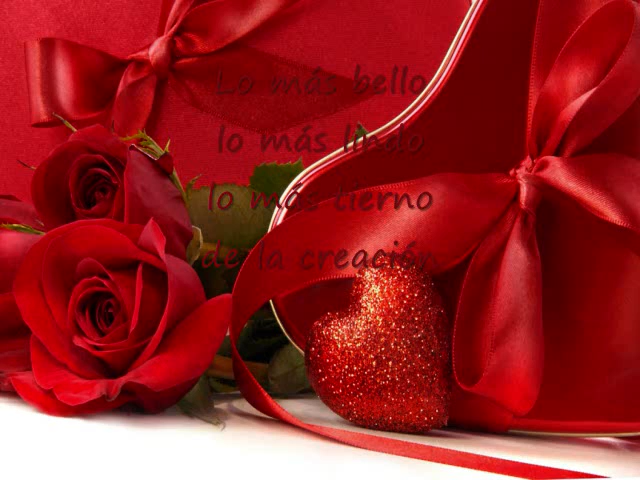 Lo más bello
lo más lindo
lo más tierno
de la creación